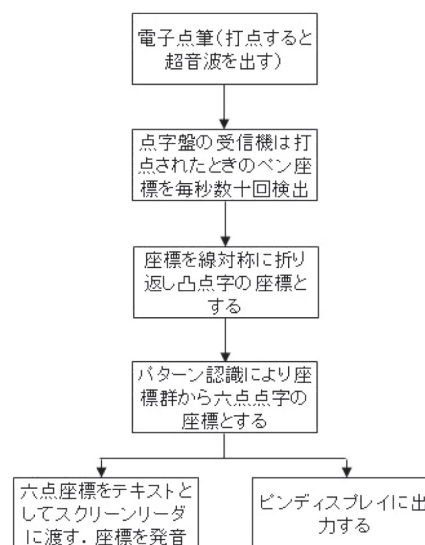 電子点筆(打点すると
超音波を出す)
点字盤の受信機は打
点されたときのペン座
標を毎秒数十回検出
座標を線対称に折り
返し凸点字の座標と
する
パターン認識により座
標群から六点点字の
座標とする
六点座標をテキストと
してスクリーンリーダ
に渡す．座標を発音
ピンディスプレイに出
力する